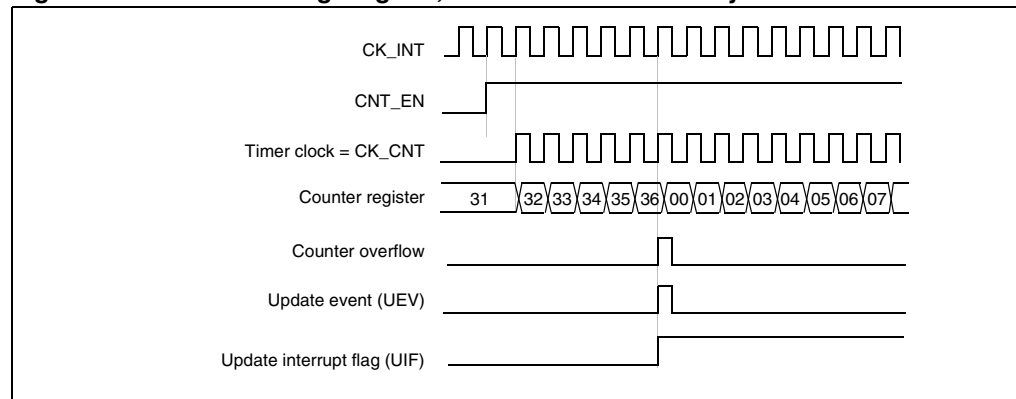 CK_INT
CNT_EN
Timer clock = CK_CNT
Counter register 31 32 33 34 35 36 00 01 02 03 04 05 06 07
Counter overflow
Update event (UEV)
Update interrupt flag (UIF)